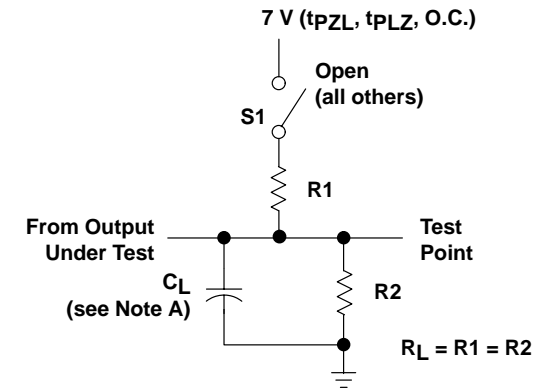 7 V (tPZL, tPLZ, O.C.)
Open
(all others)
S1
R1
From Output
Under Test
Test
Point
CL
(see Note A)
R2
RL = R1 = R2